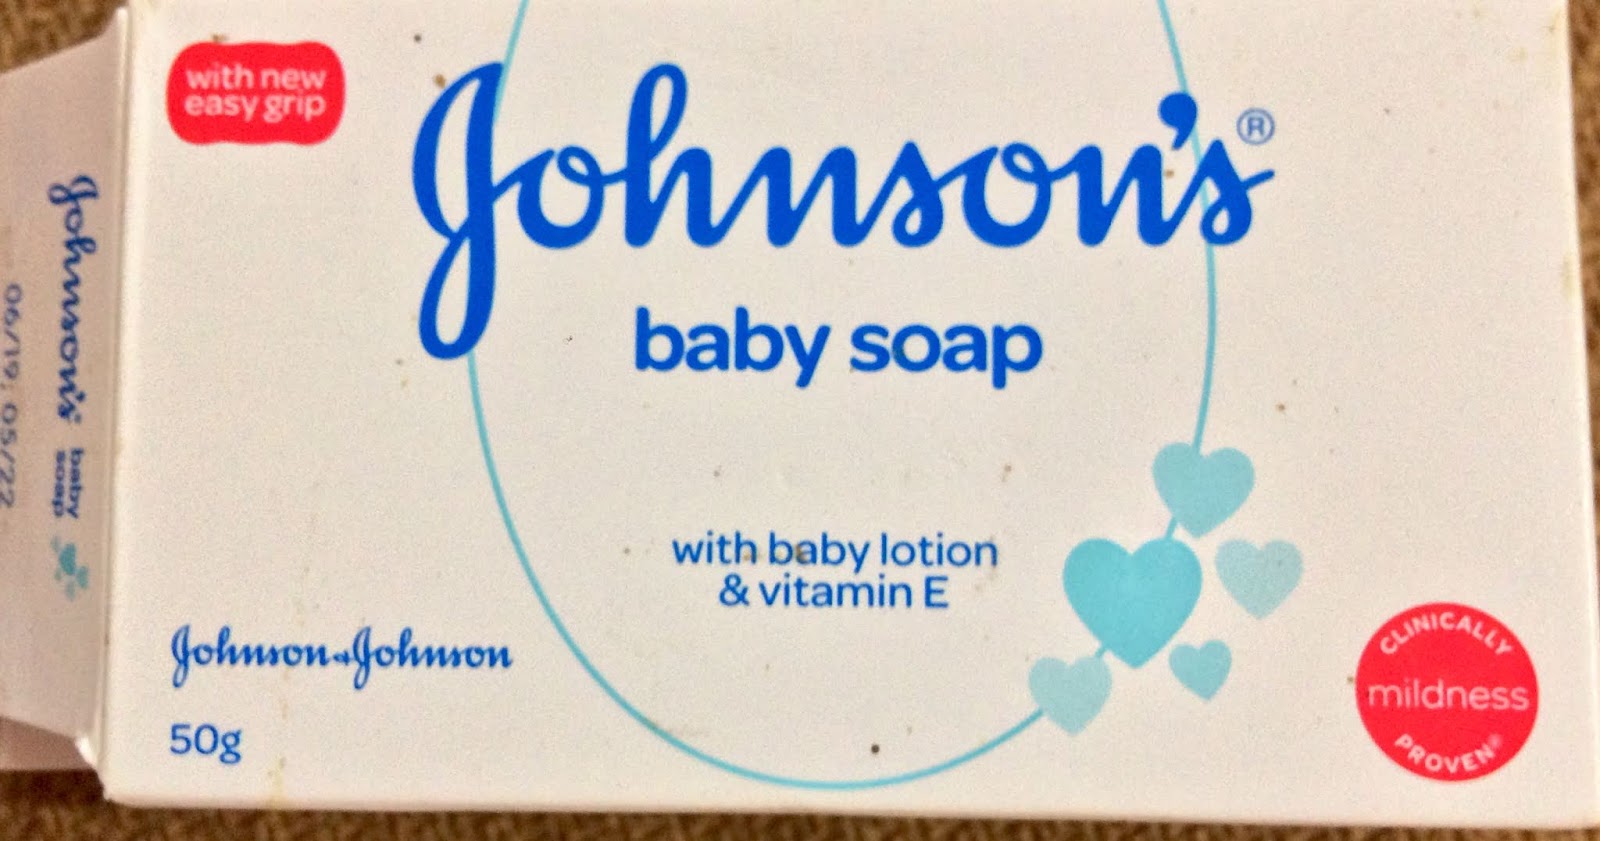 with new
easy grip
Johnson's®
baby soap
with baby lotion
& vitamin E
Johnson & Johnson
50g
CLINICALLY
mildness
PROVEN®
Johnson's baby
soap
06/19, 05/22